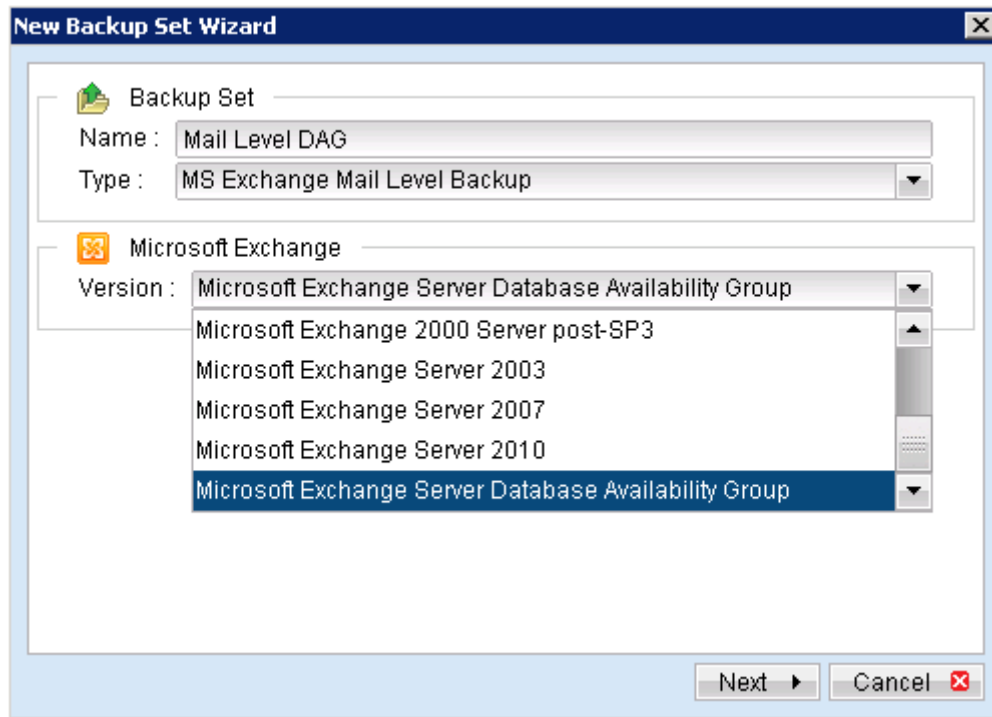 New Backup Set Wizard
Backup Set
Name : Mail Level DAG
Type : MS Exchange Mail Level Backup
Microsoft Exchange
Version : Microsoft Exchange Server Database Availability Group
Microsoft Exchange 2000 Server post-SP3
Microsoft Exchange Server 2003
Microsoft Exchange Server 2007
Microsoft Exchange Server 2010
Microsoft Exchange Server Database Availability Group
Next Cancel